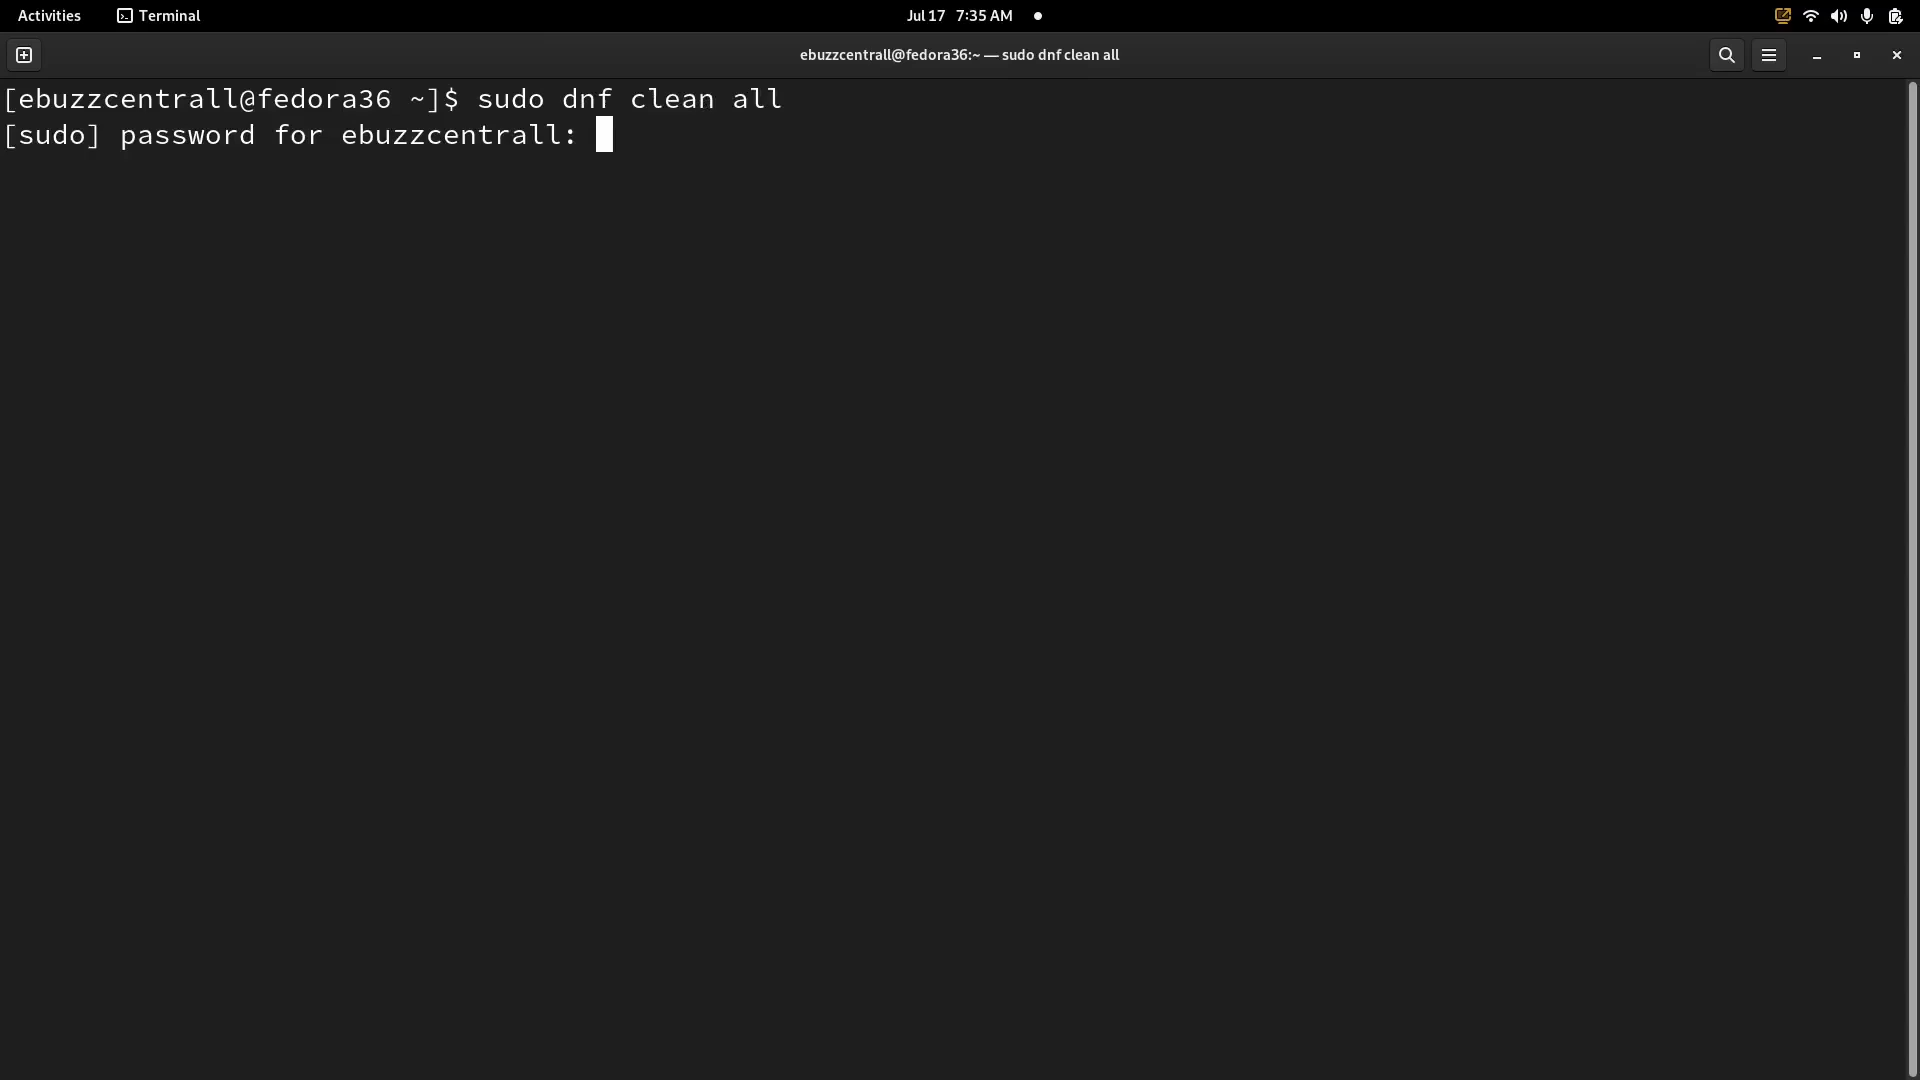 Activities Terminal Jul 17 7:35 AM
ebuzzcentrall@fedora36:~ — sudo dnf clean all
[ebuzzcentrall@fedora36 ~]$ sudo dnf clean all
[sudo] password for ebuzzcentrall: